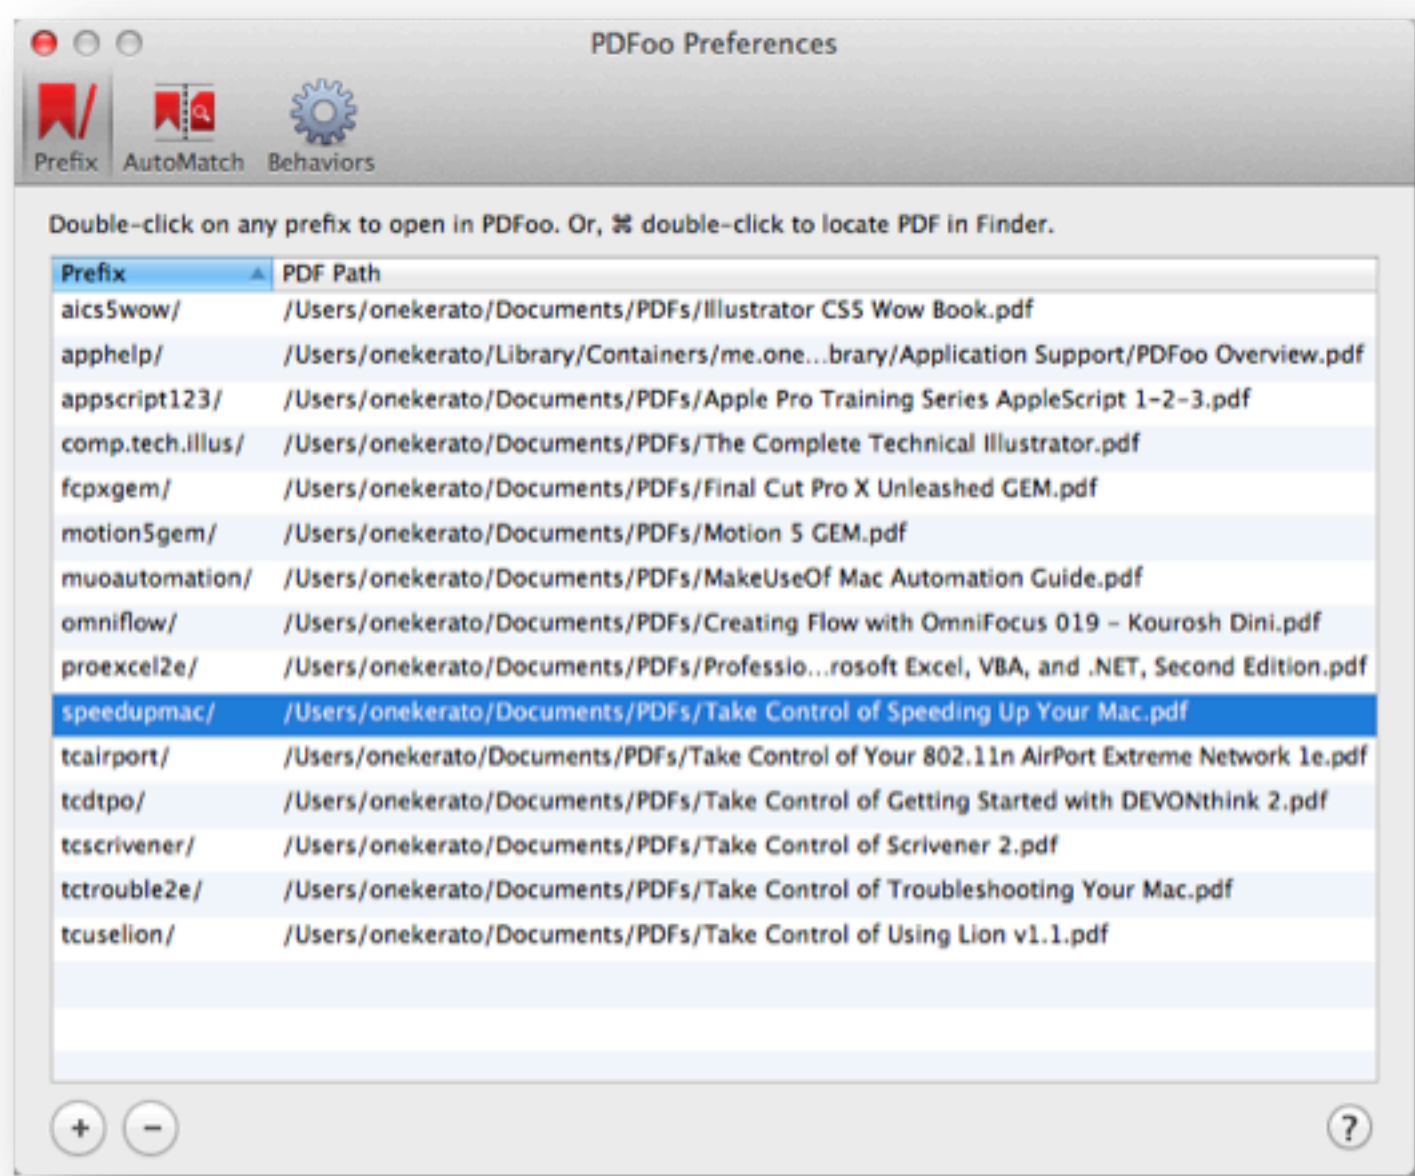 PDFoo Preferences
Prefix AutoMatch Behaviors
Double-click on any prefix to open in PDFoo. Or, ⌘ double-click to locate PDF in Finder.
Prefix PDF Path
aics5wow/ /Users/onekerato/Documents/PDFs/Illustrator CS5 Wow Book.pdf
apphelp/ /Users/onekerato/Library/Containers/me.one...brary/Application Support/PDFoo Overview.pdf
appscript123/ /Users/onekerato/Documents/PDFs/Apple Pro Training Series AppleScript 1-2-3.pdf
comp.tech.illus/ /Users/onekerato/Documents/PDFs/The Complete Technical Illustrator.pdf
fcpxgem/ /Users/onekerato/Documents/PDFs/Final Cut Pro X Unleashed GEM.pdf
motion5gem/ /Users/onekerato/Documents/PDFs/Motion 5 GEM.pdf
muoautomation/ /Users/onekerato/Documents/PDFs/MakeUseOf Mac Automation Guide.pdf
omniflow/ /Users/onekerato/Documents/PDFs/Creating Flow with OmniFocus 019 - Kourosh Dini.pdf
proexcel2e/ /Users/onekerato/Documents/PDFs/Professio...rosoft Excel, VBA, and .NET, Second Edition.pdf
speedupmac/ /Users/onekerato/Documents/PDFs/Take Control of Speeding Up Your Mac.pdf
tcairport/ /Users/onekerato/Documents/PDFs/Take Control of Your 802.11n AirPort Extreme Network 1e.pdf
tcdtpo/ /Users/onekerato/Documents/PDFs/Take Control of Getting Started with DEVONthink 2.pdf
tcscrivener/ /Users/onekerato/Documents/PDFs/Take Control of Scrivener 2.pdf
tctrouble2e/ /Users/onekerato/Documents/PDFs/Take Control of Troubleshooting Your Mac.pdf
tcuselion/ /Users/onekerato/Documents/PDFs/Take Control of Using Lion v1.1.pdf
+ - ?